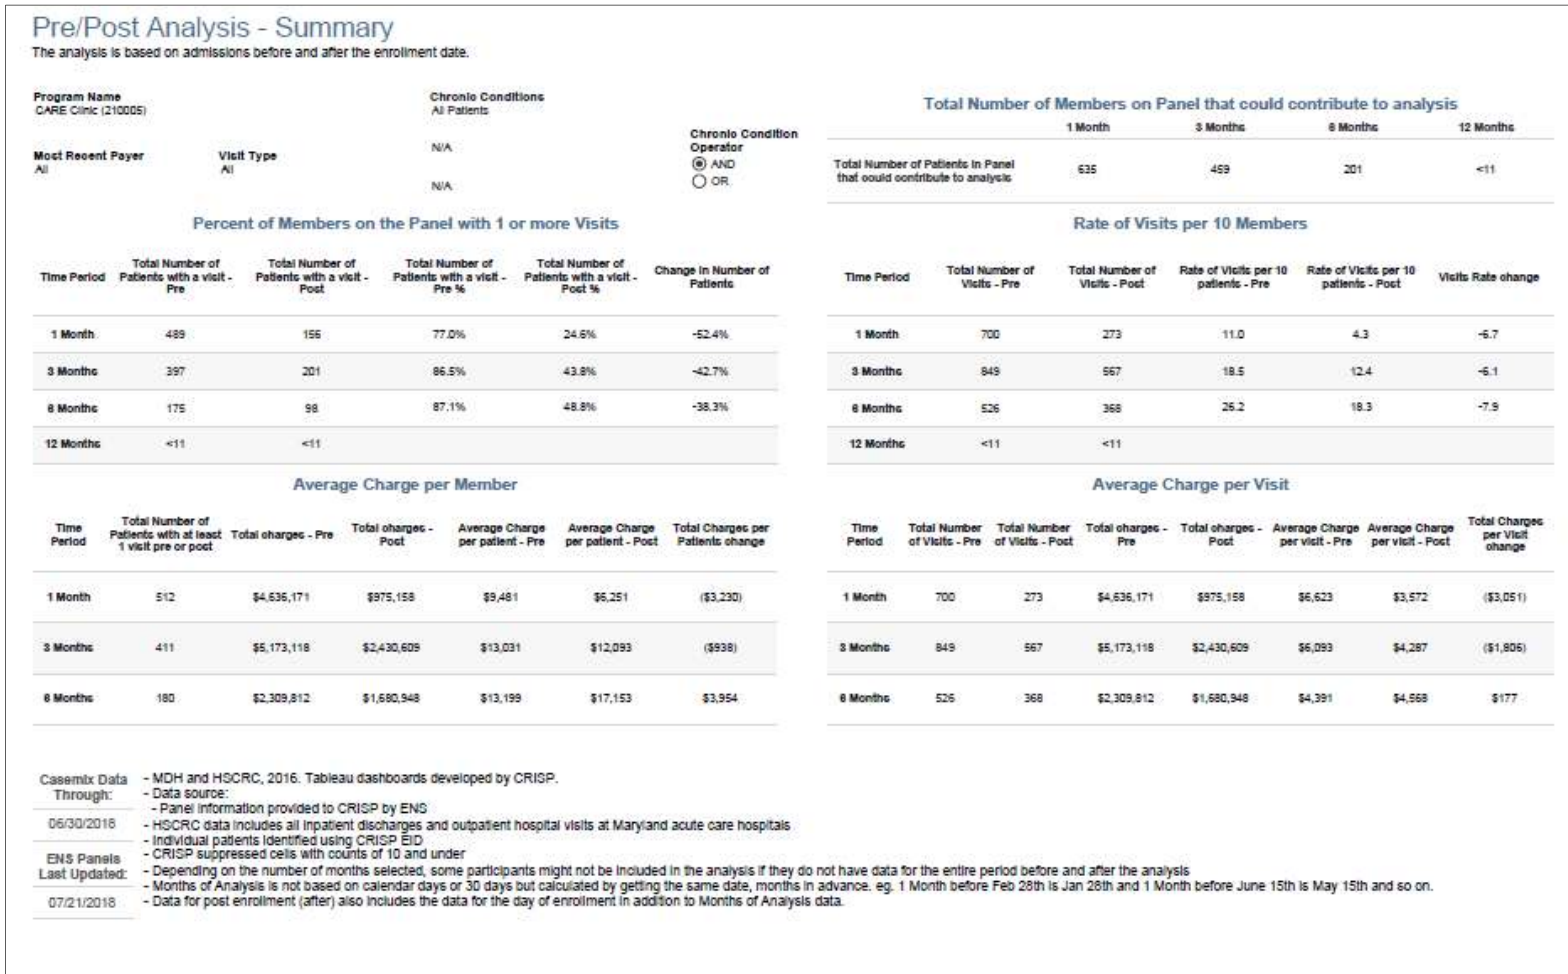 Pre/Post Analysis - Summary
The analysis is based on admissions before and after the enrollment date.
Program Name
CARE Clinic (210005)
Most Recent Payer
All
Visit Type
All
Chronic Conditions
All Patients
N/A
N/A
Chronic Condition
Operator
AND
OR
Total Number of Members on Panel that could contribute to analysis
1 Month 3 Months 6 Months 12 Months
Total Number of Patients in Panel
that could contribute to analysis
635 459 201 <11
Percent of Members on the Panel with 1 or more Visits
Time Period
Total Number of
Patients with a visit -
Pre
Total Number of
Patients with a visit -
Post
Total Number of
Patients with a visit -
Pre %
Total Number of
Patients with a visit -
Post %
Change in Number of
Patients
1 Month 489 156 77.0% 24.6% -52.4%
3 Months 397 201 86.5% 43.8% -42.7%
6 Months 175 98 87.1% 48.8% -38.3%
12 Months <11 <11
Rate of Visits per 10 Members
Time Period
Total Number of
Visits - Pre
Total Number of
Visits - Post
Rate of Visits per 10
patients - Pre
Rate of Visits per 10
patients - Post
Visits Rate change
1 Month 700 273 11.0 4.3 -6.7
3 Months 849 567 18.5 12.4 -6.1
6 Months 526 368 26.2 18.3 -7.9
12 Months <11 <11
Average Charge per Member
Time
Period
Total Number of
Patients with at least
1 visit pre or post
Total charges - Pre
Total charges -
Post
Average Charge
per patient - Pre
Average Charge
per patient - Post
Total Charges per
Patients change
1 Month 512 $4,636,171 $975,158 $9,481 $6,251 ($3,230)
3 Months 411 $5,173,118 $2,430,609 $13,031 $12,093 ($938)
6 Months 180 $2,309,812 $1,680,948 $13,199 $17,153 $3,954
Average Charge per Visit
Time
Period
Total Number
of Visits - Pre
Total Number
of Visits - Post
Total charges -
Pre
Total charges -
Post
Average Charge
per visit - Pre
Average Charge
per visit - Post
Total Charges
per Visit
change
1 Month 700 273 $4,636,171 $975,158 $6,623 $3,572 ($3,051)
3 Months 849 567 $5,173,118 $2,430,609 $6,093 $4,287 ($1,806)
6 Months 526 368 $2,309,812 $1,680,948 $4,391 $4,568 $177
Casemix Data
Through:
06/30/2018
ENS Panels
Last Updated:
07/21/2018
- MDH and HSCRC, 2016. Tableau dashboards developed by CRISP.
- Data source:
- Panel information provided to CRISP by ENS
- HSCRC data includes all inpatient discharges and outpatient hospital visits at Maryland acute care hospitals
- Individual patients identified using CRISP EID
- CRISP suppressed cells with counts of 10 and under
- Depending on the number of months selected, some participants might not be included in the analysis if they do not have data for the entire period before and after the analysis
- Months of Analysis is not based on calendar days or 30 days but calculated by getting the same date, months in advance. eg. 1 Month before Feb 28th is Jan 28th and 1 Month before June 15th is May 15th and so on.
- Data for post enrollment (after) also includes the data for the day of enrollment in addition to Months of Analysis data.